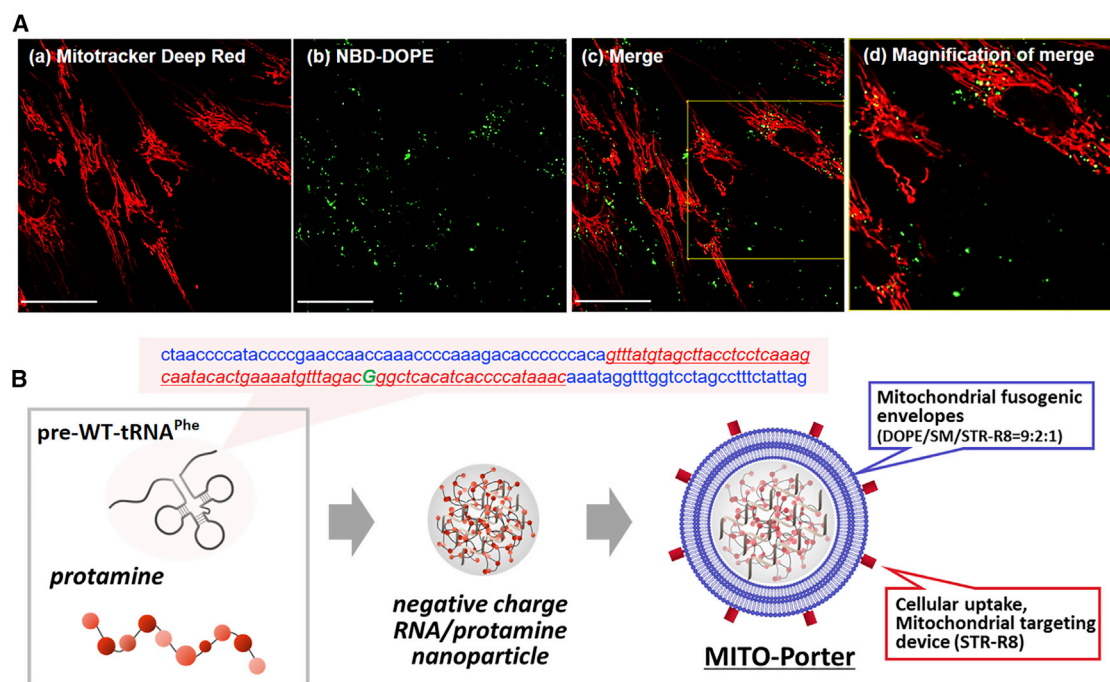 A
(a) Mitotracker Deep Red
(b) NBD-DOPE
(c) Merge
(d) Magnification of merge
B
ctaaccccataccccgaaccaaccaaaccccaaagacaccccccacagtttatgtagcttacctcctcaaag
caatacactgaaaatgtttagacGggctcacatcaccccataaacaaataggtttggtcctagcctttctattag
pre-WT-tRNAPhe
protamine
negative charge
RNA/protamine
nanoparticle
MITO-Porter
Mitochondrial fusogenic
envelopes
(DOPE/SM/STR-R8=9:2:1)
Cellular uptake,
Mitochondrial targeting
device (STR-R8)